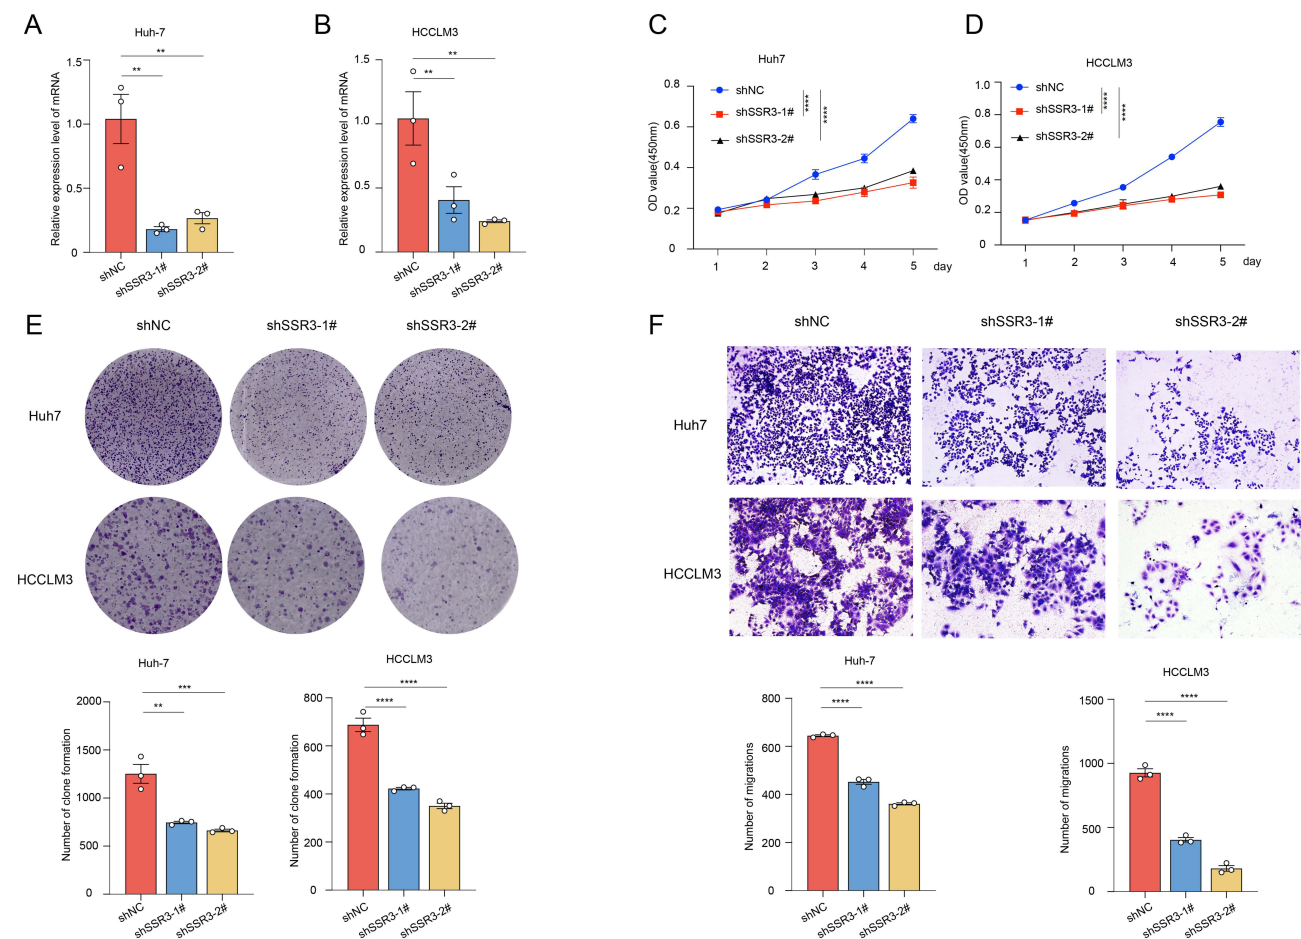 A
Huh-7
Relative expression level of mRNA
1.5
1.0
0.5
0
**
**
shNC
shSSR3-1#
shSSR3-2#
B
HCCLM3
Relative expression level of mRNA
1.5
1.0
0.5
0
**
**
shNC
shSSR3-1#
shSSR3-2#
C
Huh7
OD value(450nm)
0.8
0.6
0.4
0.2
0
shNC
shSSR3-1#
shSSR3-2#
****
****
1 2 3 4 5 day
D
HCCLM3
OD value(450nm)
1.0
0.8
0.6
0.4
0.2
0
shNC
shSSR3-1#
shSSR3-2#
****
****
1 2 3 4 5 day
E
shNC shSSR3-1# shSSR3-2#
Huh7
HCCLM3
Huh-7
Number of clone formation
2000
1500
1000
500
0
***
**
shNC
shSSR3-1#
shSSR3-2#
HCCLM3
Number of clone formation
800
600
400
200
0
****
****
shNC
shSSR3-1#
shSSR3-2#
F
shNC shSSR3-1# shSSR3-2#
Huh7
HCCLM3
Huh-7
Number of migrations
800
600
400
200
0
****
****
shNC
shSSR3-1#
shSSR3-2#
HCCLM3
Number of migrations
1500
1000
500
0
****
****
shNC
shSSR3-1#
shSSR3-2#